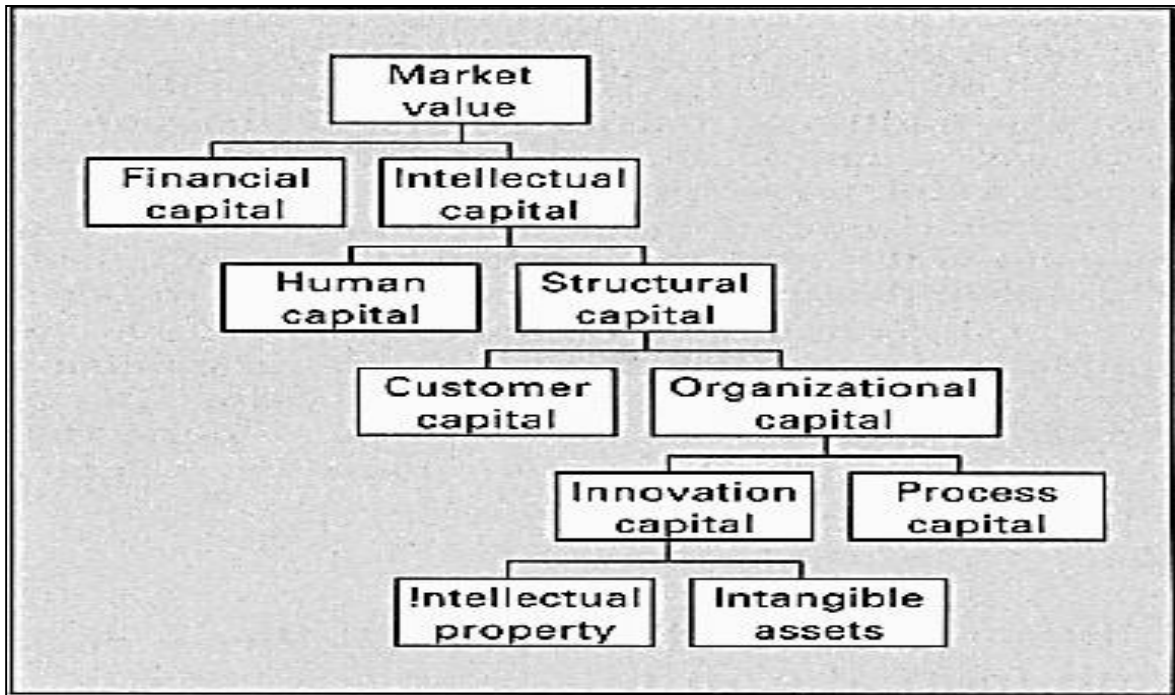 Market
value
Financial
capital
Intellectual
capital
Human
capital
Structural
capital
Customer
capital
Organizational
capital
Innovation
capital
Process
capital
Intellectual
property
Intangible
assets